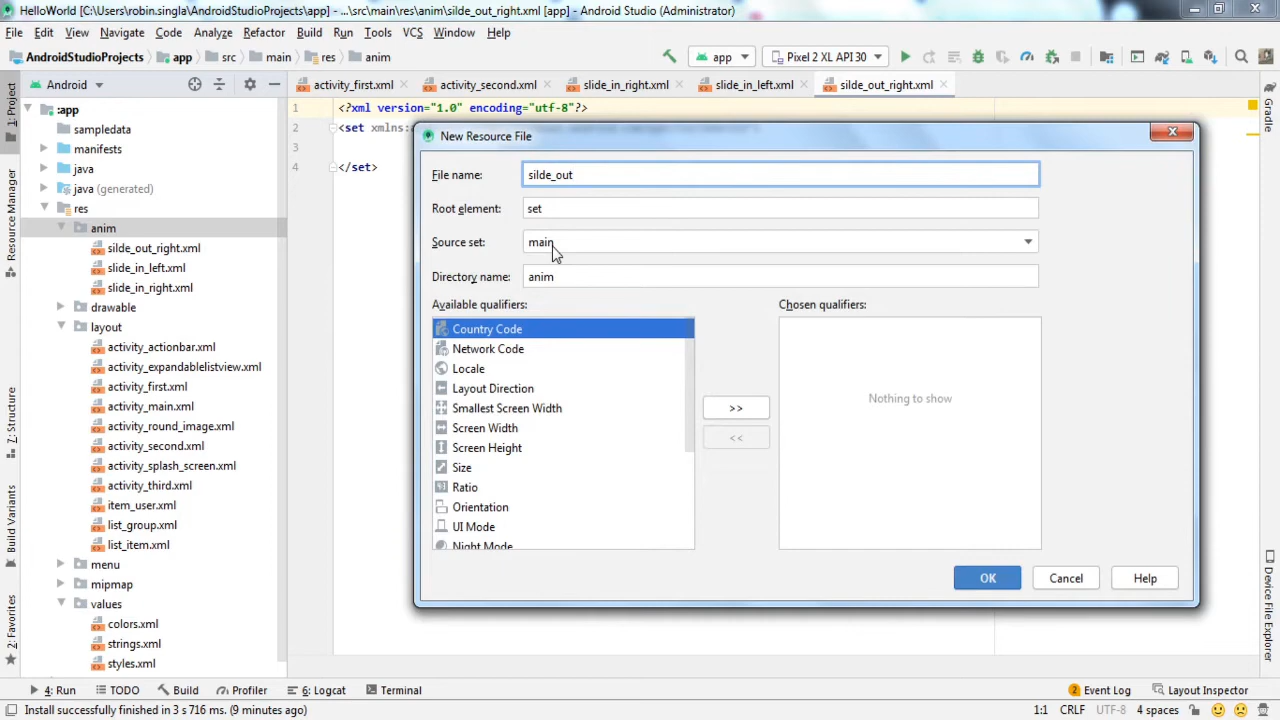 HelloWorld [C:\Users\robin.singla\AndroidStudioProjects\app] - ...\src\main\res\anim\silde_out_right.xml [app] - Android Studio (Administrator)
File Edit View Navigate Code Analyze Refactor Build Run Tools VCS Window Help
AndroidStudioProjects app src main res anim
app Pixel 2 XL API 30
Android
activity_first.xml activity_second.xml slide_in_right.xml slide_in_left.xml silde_out_right.xml
1: Project
Resource Manager
Z: Structure
Build Variants
2: Favorites
:app
sampledata
manifests
java
java (generated)
res
anim
silde_out_right.xml
slide_in_left.xml
slide_in_right.xml
drawable
layout
activity_actionbar.xml
activity_expandablelistview.xml
activity_first.xml
activity_main.xml
activity_round_image.xml
activity_second.xml
activity_splash_screen.xml
activity_third.xml
item_user.xml
list_group.xml
list_item.xml
menu
mipmap
values
colors.xml
strings.xml
styles.xml
1 <?xml version="1.0" encoding="utf-8"?>
2 <set xmlns:
3
4 </set>
New Resource File
File name: silde_out
Root element: set
Source set: main
Directory name: anim
Available qualifiers:
Country Code
Network Code
Locale
Layout Direction
Smallest Screen Width
Screen Width
Screen Height
Size
Ratio
Orientation
UI Mode
Night Mode
>>
<<
Chosen qualifiers:
Nothing to show
OK Cancel Help
Gradle
Device File Explorer
4: Run TODO Build Profiler 6: Logcat Terminal 2 Event Log Layout Inspector
Install successfully finished in 3 s 716 ms. (9 minutes ago) 1:1 CRLF UTF-8 4 spaces